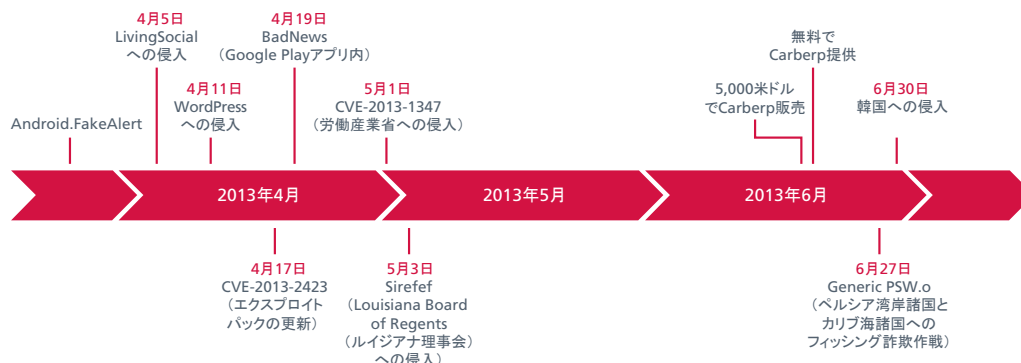 4月5日
LivingSocial
への侵入
4月19日
BadNews
（Google Playアプリ内）
無料で
Carberp提供
4月11日
WordPress
への侵入
5月1日
CVE-2013-1347
（労働産業省への侵入）
5,000米ドル
でCarberp販売
6月30日
韓国への侵入
Android.FakeAlert
2013年4月
2013年5月
2013年6月
4月17日
CVE-2013-2423
（エクスプロイト
パックの更新）
5月3日
Sirefef
（Louisiana Board
of Regents
（ルイジアナ理事会）
への侵入）
6月27日
Generic PSW.o
（ペルシア湾岸諸国と
カリブ海諸国への
フィッシング詐欺作戦）